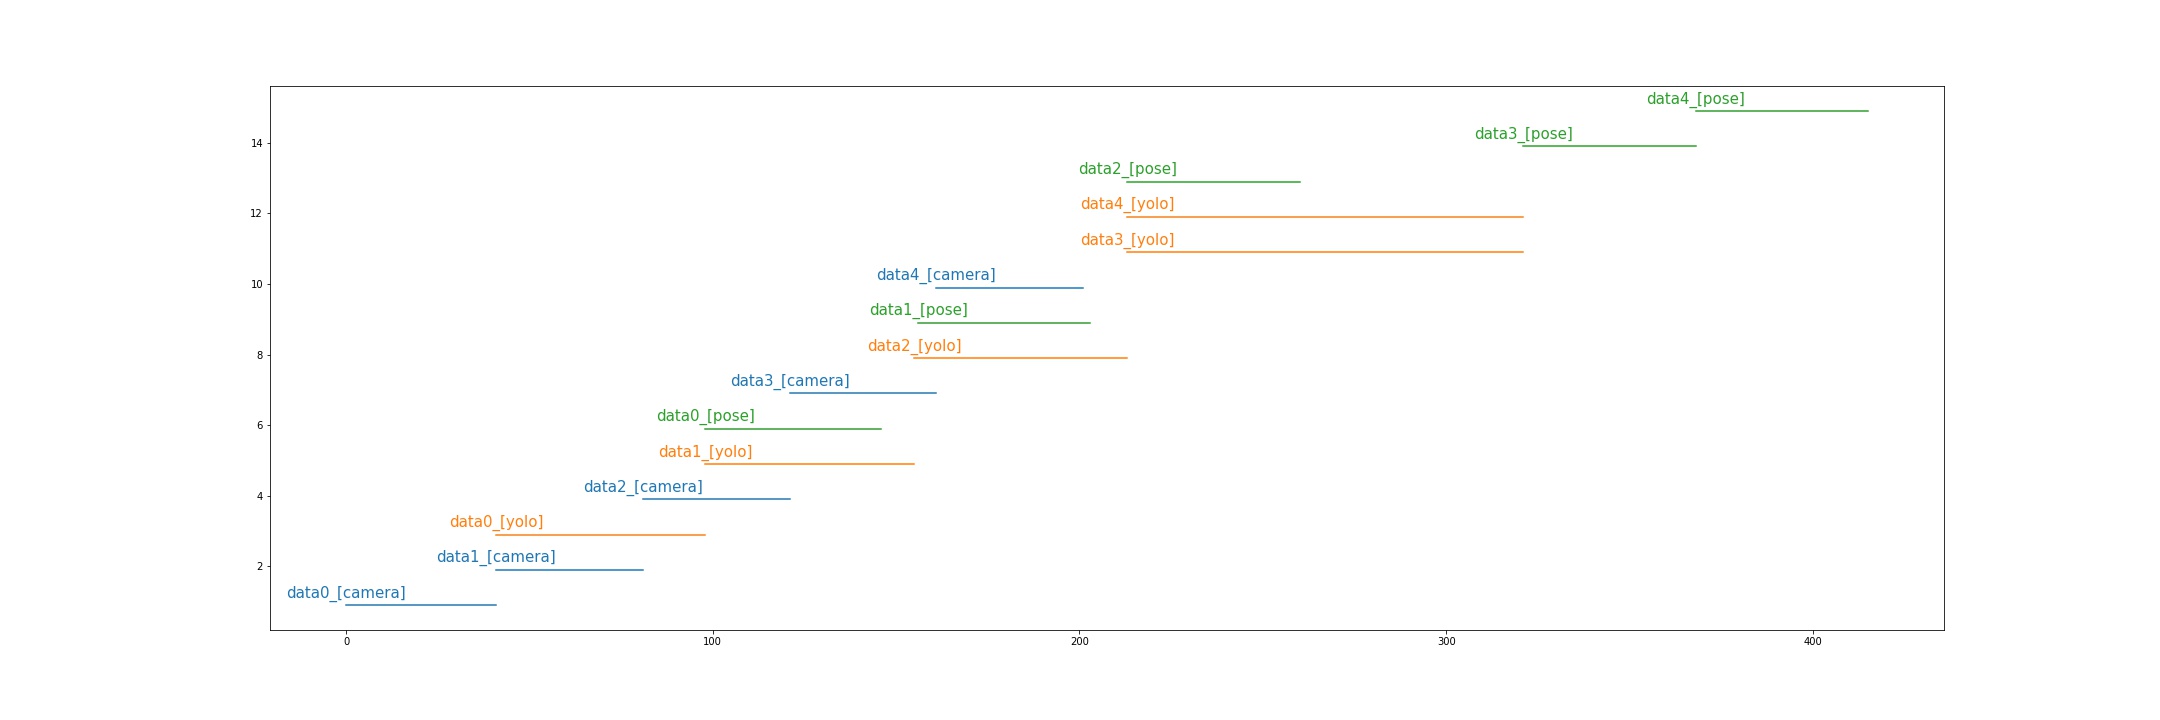 data4_[pose]
data3_[pose]
14
data2_[pose]
data4_[yolo]
12
data3_[yolo]
data4_[camera]
10
data1_[pose]
data2_[yolo]
8
data3_[camera]
data0_[pose]
6
data1_[yolo]
data2_[camera]
4
data0_[yolo]
data1_[camera]
2
data0_[camera]
0 100 200 300 400